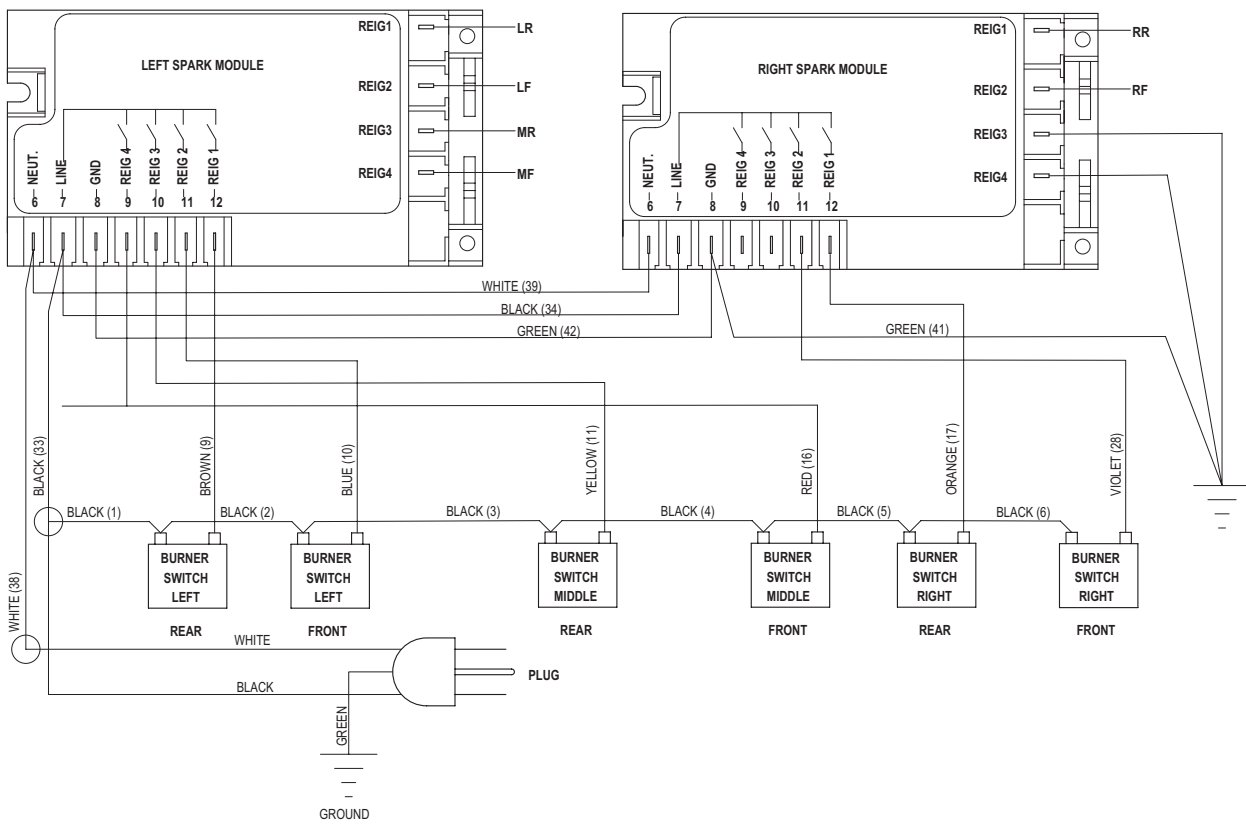 LEFT SPARK MODULE
REIG1
LR
REIG2
LF
REIG3
MR
REIG4
MF
NEUT.
LINE
GND
REIG 4
REIG 3
REIG 2
REIG 1
6
7
8
9
10
11
12
RIGHT SPARK MODULE
REIG1
RR
REIG2
RF
REIG3
REIG4
NEUT.
LINE
GND
REIG 4
REIG 3
REIG 2
REIG 1
6
7
8
9
10
11
12
WHITE (39)
BLACK (34)
GREEN (42)
GREEN (41)
BLACK (33)
BROWN (9)
BLUE (10)
YELLOW (11)
RED (16)
ORANGE (17)
VIOLET (28)
BLACK (1)
BLACK (2)
BLACK (3)
BLACK (4)
BLACK (5)
BLACK (6)
BURNER
SWITCH
LEFT
REAR
BURNER
SWITCH
LEFT
FRONT
BURNER
SWITCH
MIDDLE
REAR
BURNER
SWITCH
MIDDLE
FRONT
BURNER
SWITCH
RIGHT
REAR
BURNER
SWITCH
RIGHT
FRONT
WHITE (38)
WHITE
PLUG
BLACK
GREEN
GROUND